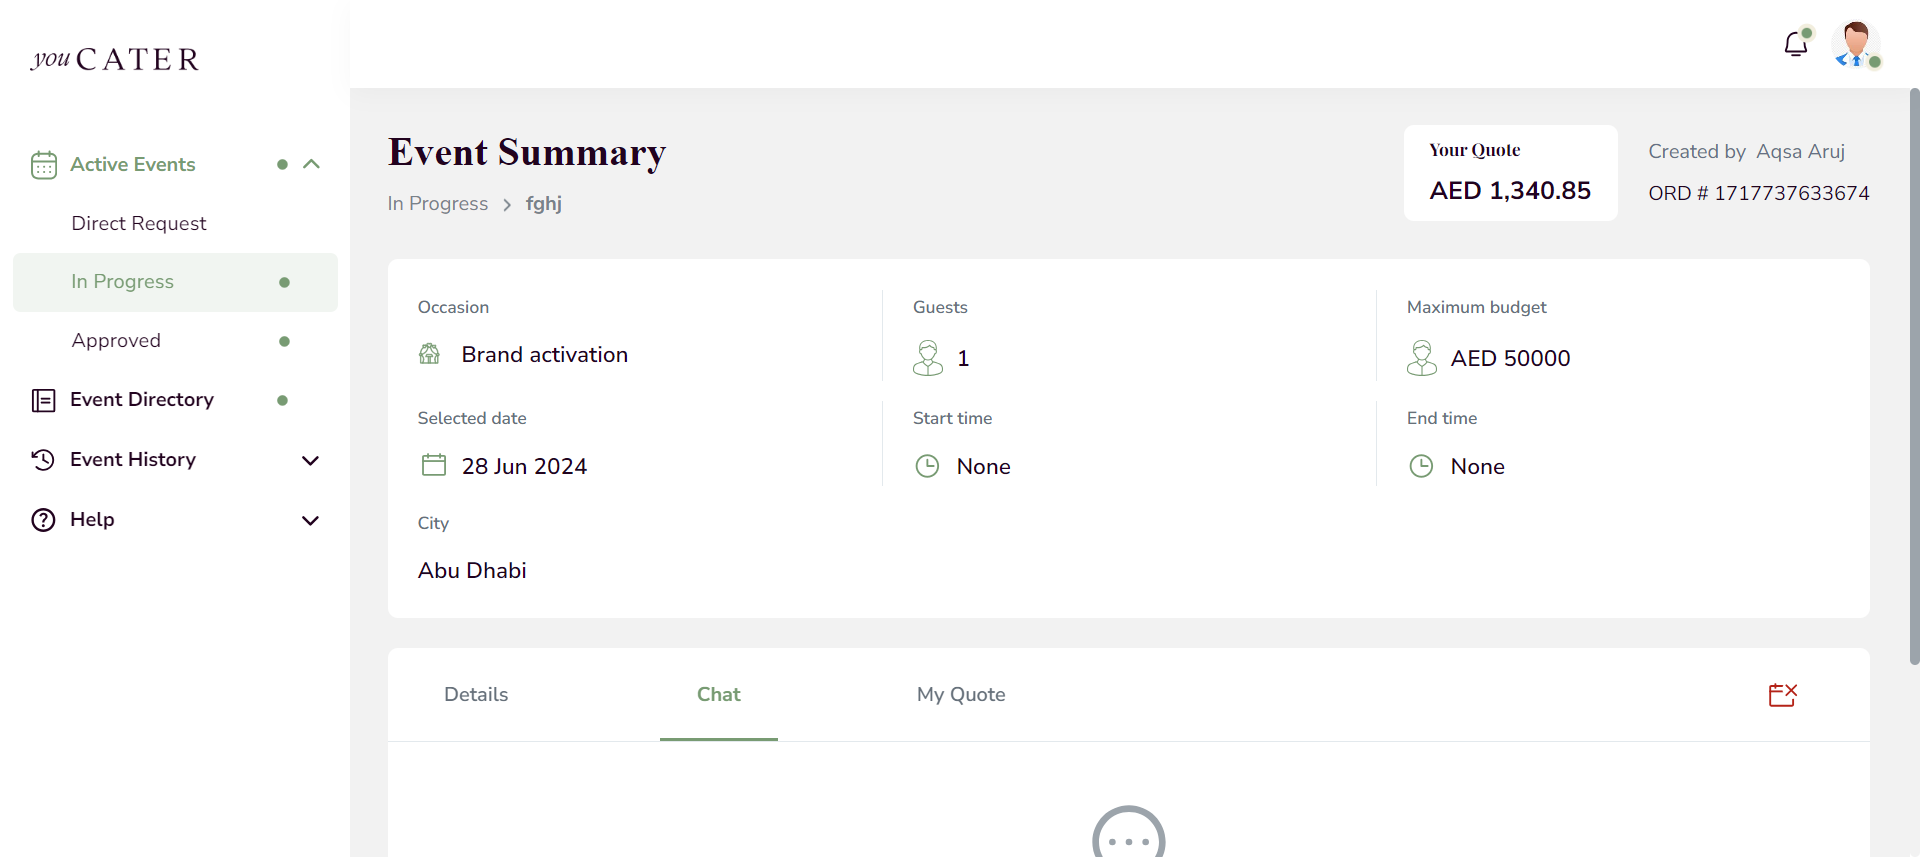 you CATER
Active Events
Direct Request
In Progress
Approved
Event Directory
Event History
Help
Event Summary
In Progress > fghj
Your Quote
AED 1,340.85
Created by Aqsa Aruj
ORD # 1717737633674
Occasion
Brand activation
Guests
1
Maximum budget
AED 50000
Selected date
28 Jun 2024
Start time
None
End time
None
City
Abu Dhabi
Details
Chat
My Quote